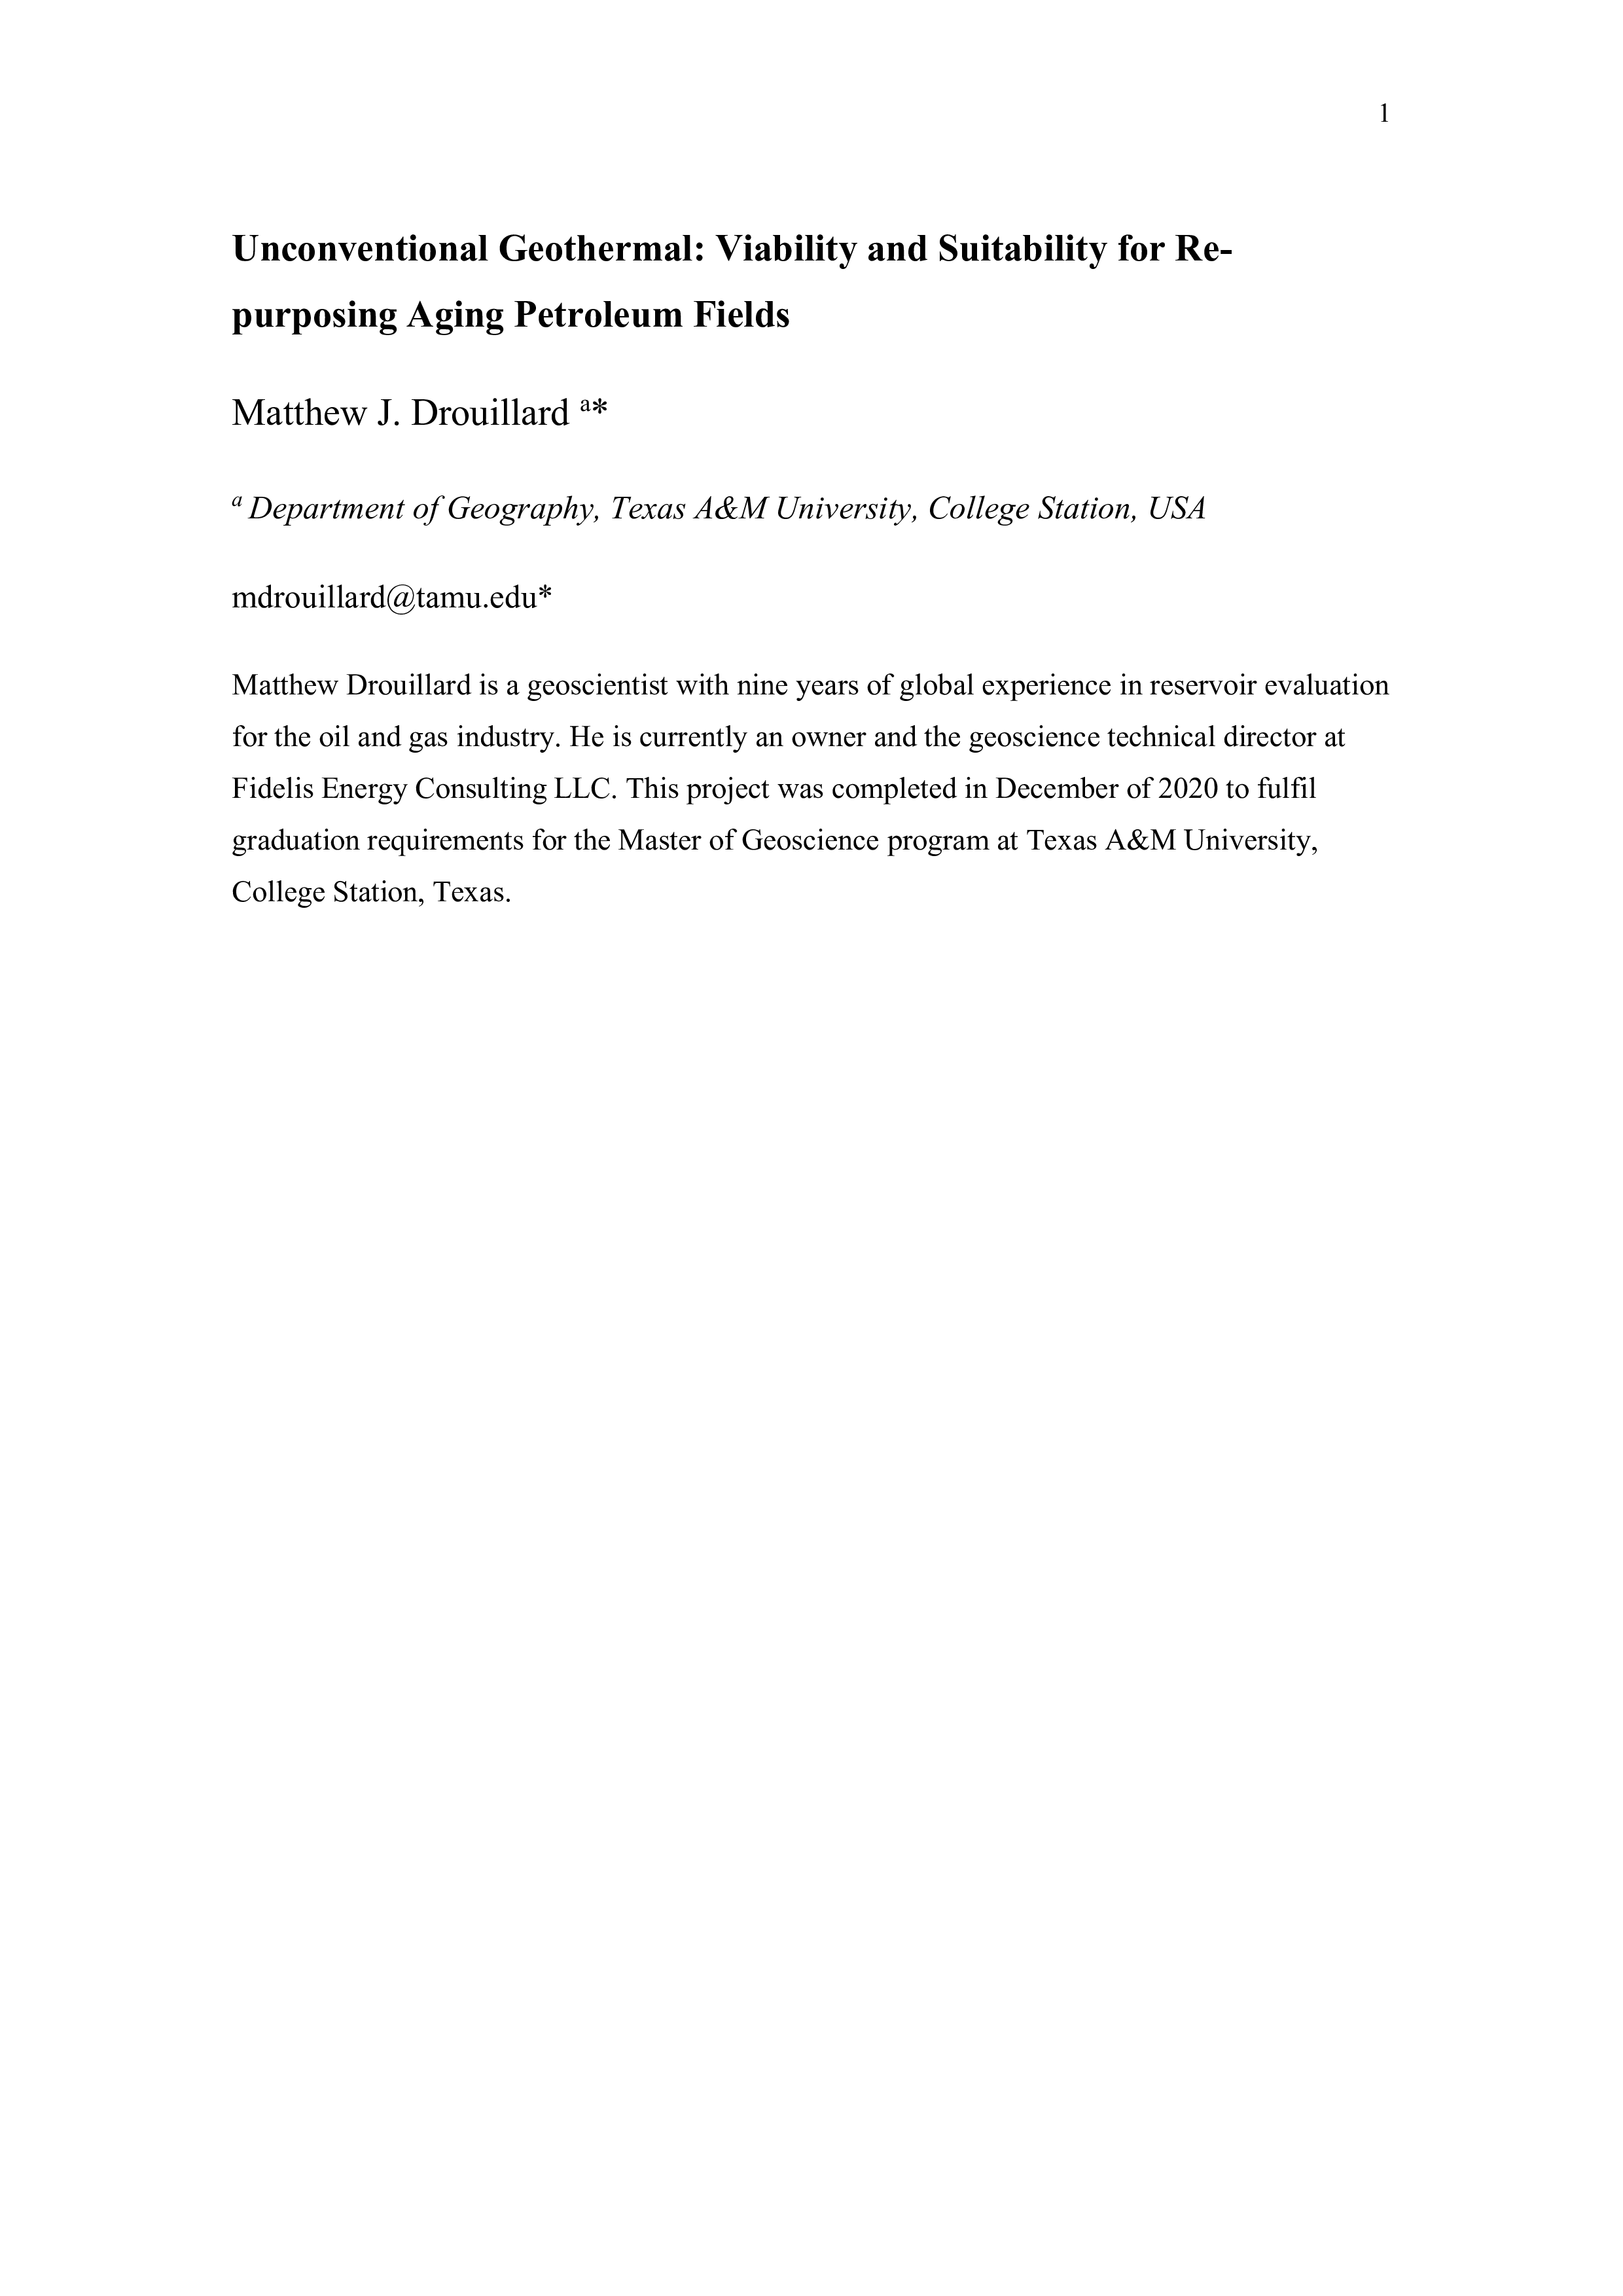 1
Unconventional Geothermal: Viability and Suitability for Re-
purposing Aging Petroleum Fields
Matthew J. Drouillard a*
a Department of Geography, Texas A&M University, College Station, USA
mdrouillard@tamu.edu*
Matthew Drouillard is a geoscientist with nine years of global experience in reservoir evaluation
for the oil and gas industry. He is currently an owner and the geoscience technical director at
Fidelis Energy Consulting LLC. This project was completed in December of 2020 to fulfil
graduation requirements for the Master of Geoscience program at Texas A&M University,
College Station, Texas.